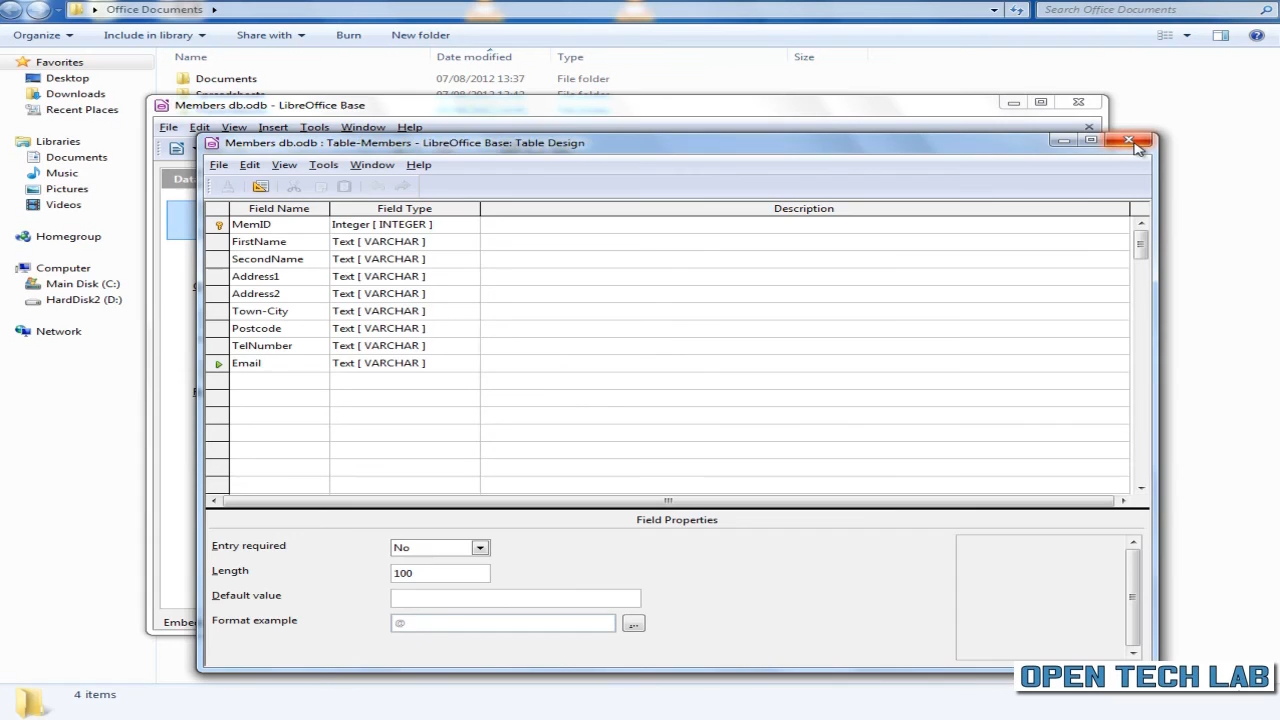 Office Documents
Search Office Documents
Organize Include in library Share with Burn New folder
Name Date modified Type Size
Favorites
Desktop
Downloads
Recent Places
Libraries
Documents
Music
Pictures
Videos
Homegroup
Computer
Main Disk (C:)
HardDisk2 (D:)
Network
Documents 07/08/2012 13:37 File folder
Members db.odb - LibreOffice Base
File Edit View Insert Tools Window Help
Members db.odb : Table-Members - LibreOffice Base: Table Design
File Edit View Tools Window Help
Field Name Field Type Description
MemID Integer [ INTEGER ]
FirstName Text [ VARCHAR ]
SecondName Text [ VARCHAR ]
Address1 Text [ VARCHAR ]
Address2 Text [ VARCHAR ]
Town-City Text [ VARCHAR ]
Postcode Text [ VARCHAR ]
TelNumber Text [ VARCHAR ]
Email Text [ VARCHAR ]
Field Properties
Entry required No
Length 100
Default value
Format example @
...
4 items
OPEN TECH LAB